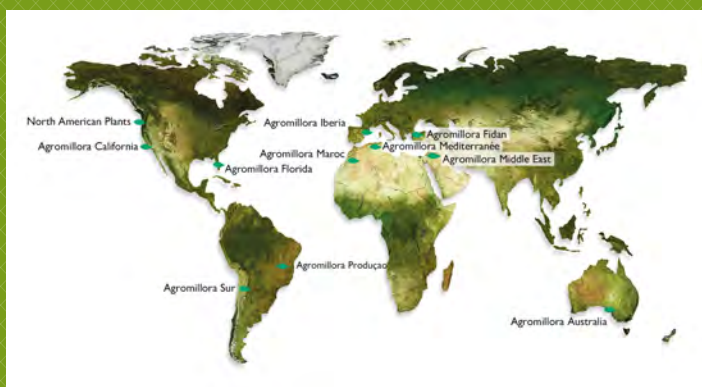 North American Plants
Agromillora Iberia
Agromillora Fidan
Agromillora California
Agromillora Mediterranée
Agromillora Maroc
Agromillora Middle East
Agromillora Florida
Agromillora Produçao
Agromillora Sur
Agromillora Australia